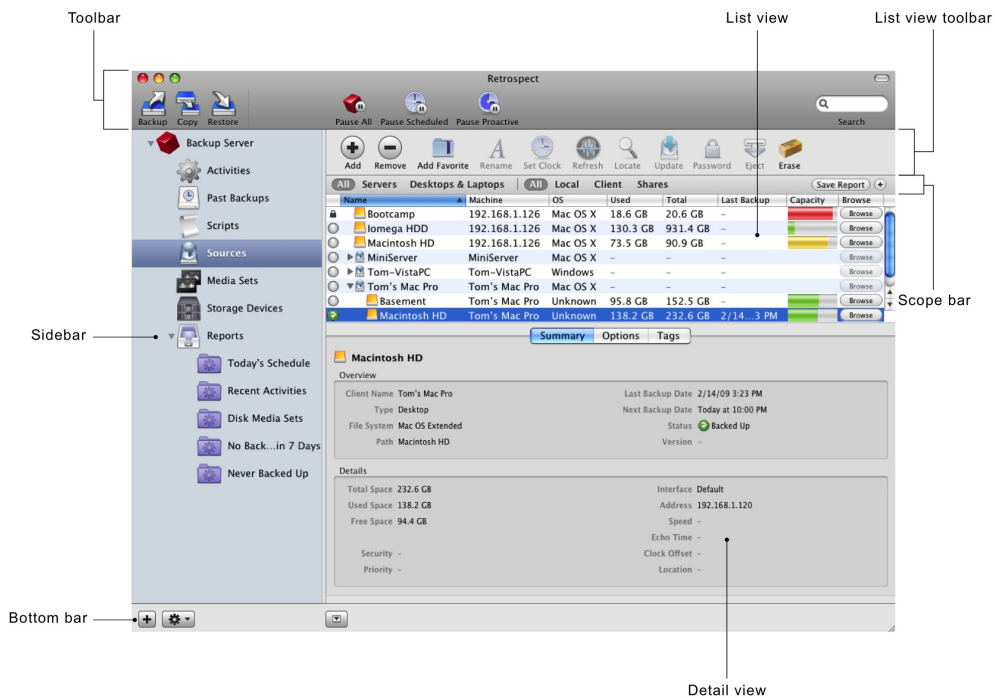 Toolbar
List view
List view toolbar
Retrospect
Backup Copy Restore
Pause All Pause Scheduled Pause Proactive
Search
Backup Server
Activities
Past Backups
Scripts
Sources
Media Sets
Storage Devices
Reports
Today's Schedule
Recent Activities
Disk Media Sets
No Back...in 7 Days
Never Backed Up
Add Remove Add Favorite Rename Set Clock Refresh Locate Update Password Eject Erase
All Servers Desktops & Laptops All Local Client Shares Save Report +
Name Machine OS Used Total Last Backup Capacity Browse
Bootcamp 192.168.1.126 Mac OS X 18.6 GB 20.6 GB – Browse
Iomega HDD 192.168.1.126 Mac OS X 130.3 GB 931.4 GB – Browse
Macintosh HD 192.168.1.126 Mac OS X 73.5 GB 90.9 GB – Browse
MiniServer MiniServer Mac OS X – – – Browse
Tom-VistaPC Tom-VistaPC Windows – – – Browse
Tom's Mac Pro Tom's Mac Pro Mac OS X – – – Browse
Basement Tom's Mac Pro Unknown 95.8 GB 152.5 GB – Browse
Macintosh HD Tom's Mac Pro Unknown 138.2 GB 232.6 GB 2/14...3 PM Browse
Scope bar
Sidebar
Summary Options Tags
Macintosh HD
Overview
Client Name Tom's Mac Pro
Type Desktop
File System Mac OS Extended
Path Macintosh HD
Last Backup Date 2/14/09 3:23 PM
Next Backup Date Today at 10:00 PM
Status Backed Up
Version –
Details
Total Space 232.6 GB
Used Space 138.2 GB
Free Space 94.4 GB
Security –
Priority –
Interface Default
Address 192.168.1.120
Speed –
Echo Time –
Clock Offset –
Location –
Bottom bar
Detail view